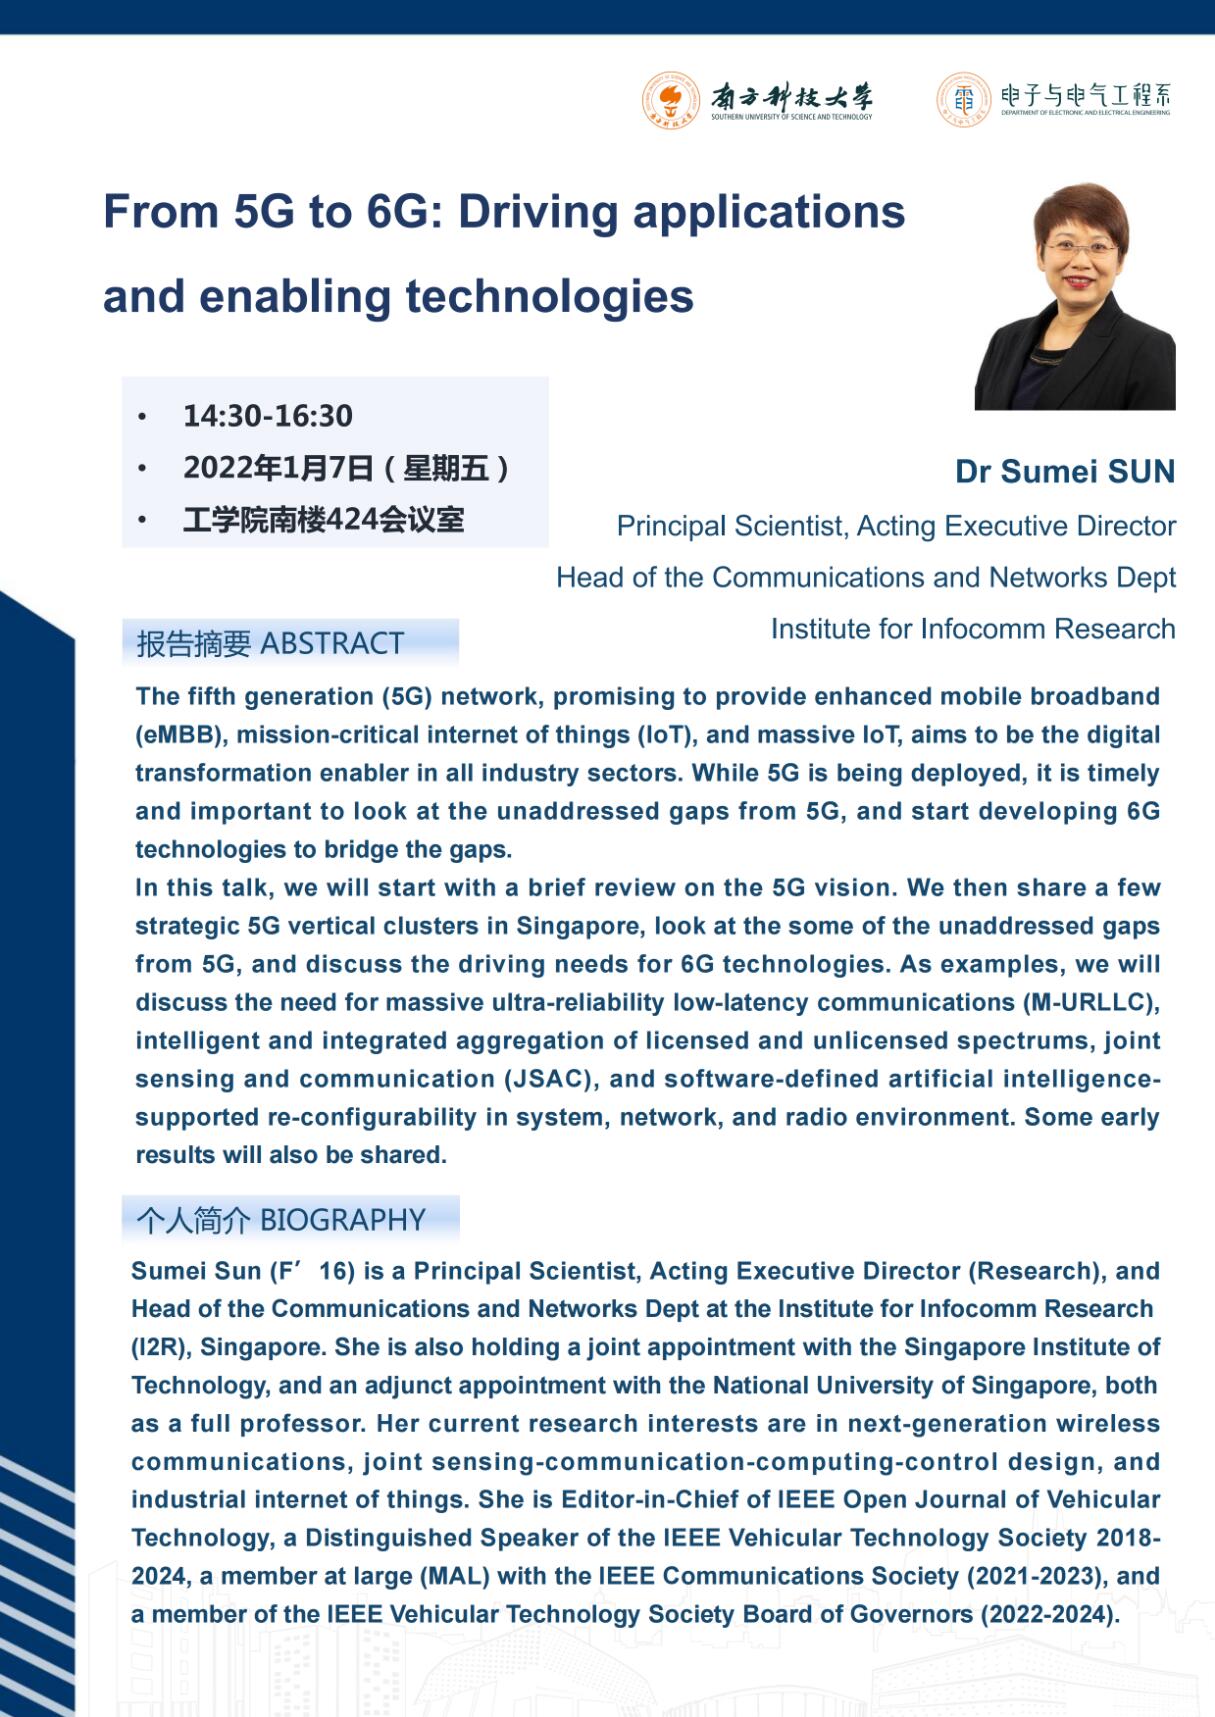 南方科技大学
SOUTHERN UNIVERSITY OF SCIENCE AND TECHNOLOGY
电子与电气工程系
DEPARTMENT OF ELECTRONIC AND ELECTRICAL ENGINEERING
From 5G to 6G: Driving applications
and enabling technologies
• 14:30-16:30
• 2022年1月7日（星期五）
• 工学院南楼424会议室
Dr Sumei SUN
Principal Scientist, Acting Executive Director
Head of the Communications and Networks Dept
Institute for Infocomm Research
报告摘要 ABSTRACT
The fifth generation (5G) network, promising to provide enhanced mobile broadband
(eMBB), mission-critical internet of things (IoT), and massive IoT, aims to be the digital
transformation enabler in all industry sectors. While 5G is being deployed, it is timely
and important to look at the unaddressed gaps from 5G, and start developing 6G
technologies to bridge the gaps.
In this talk, we will start with a brief review on the 5G vision. We then share a few
strategic 5G vertical clusters in Singapore, look at the some of the unaddressed gaps
from 5G, and discuss the driving needs for 6G technologies. As examples, we will
discuss the need for massive ultra-reliability low-latency communications (M-URLLC),
intelligent and integrated aggregation of licensed and unlicensed spectrums, joint
sensing and communication (JSAC), and software-defined artificial intelligence-
supported re-configurability in system, network, and radio environment. Some early
results will also be shared.
个人简介 BIOGRAPHY
Sumei Sun (F′ 16) is a Principal Scientist, Acting Executive Director (Research), and
Head of the Communications and Networks Dept at the Institute for Infocomm Research
(I2R), Singapore. She is also holding a joint appointment with the Singapore Institute of
Technology, and an adjunct appointment with the National University of Singapore, both
as a full professor. Her current research interests are in next-generation wireless
communications, joint sensing-communication-computing-control design, and
industrial internet of things. She is Editor-in-Chief of IEEE Open Journal of Vehicular
Technology, a Distinguished Speaker of the IEEE Vehicular Technology Society 2018-
2024, a member at large (MAL) with the IEEE Communications Society (2021-2023), and
a member of the IEEE Vehicular Technology Society Board of Governors (2022-2024).